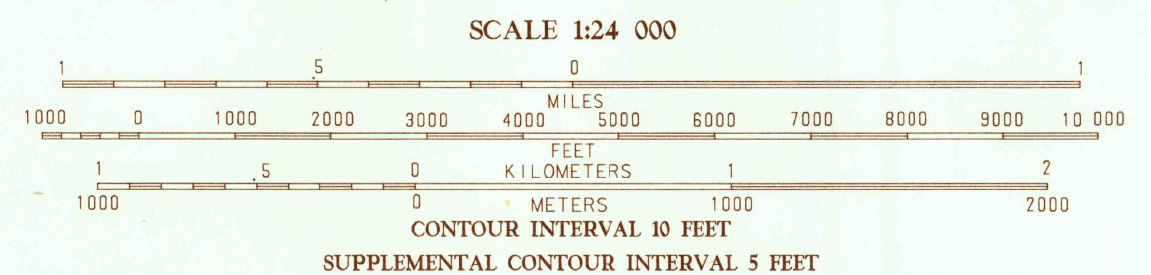 SCALE 1:24 000
1 .5 0 1
MILES
1000 0 1000 2000 3000 4000 5000 6000 7000 8000 9000 10 000
FEET
1 .5 0 KILOMETERS 1 2
1000 0 METERS 1000 2000
CONTOUR INTERVAL 10 FEET
SUPPLEMENTAL CONTOUR INTERVAL 5 FEET